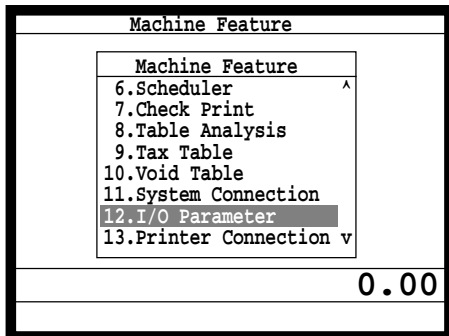 Machine Feature
Machine Feature
6.Scheduler ^
7.Check Print
8.Table Analysis
9.Tax Table
10.Void Table
11.System Connection
12.I/O Parameter
13.Printer Connection v
0.00